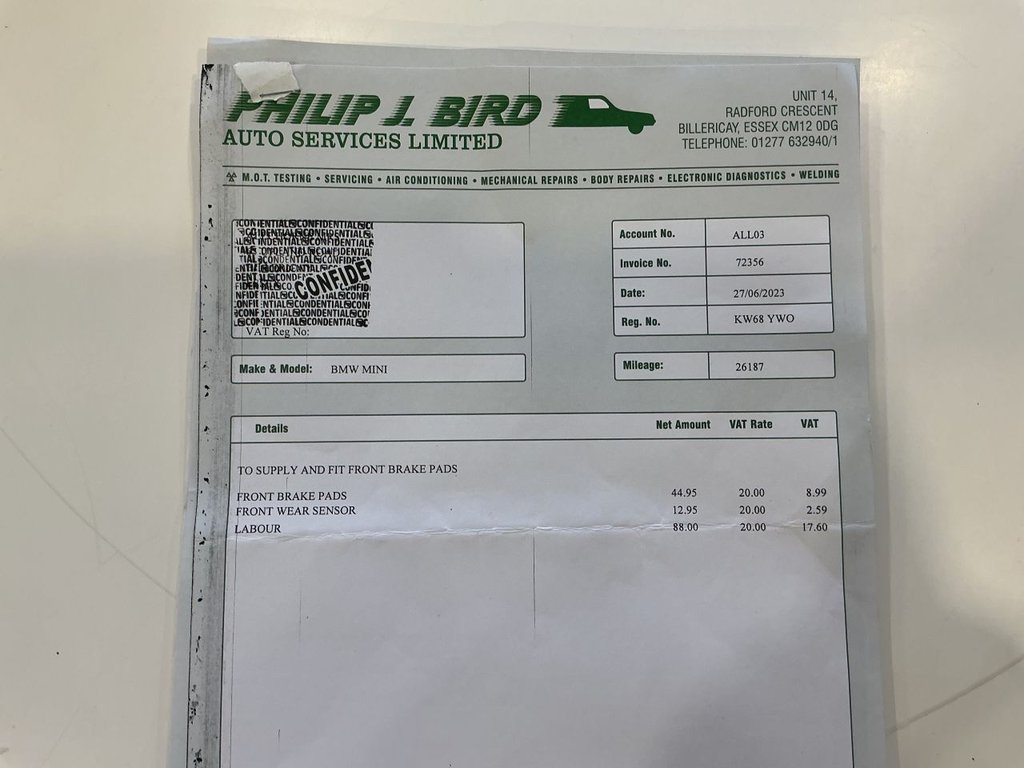 PHILIP J. BIRD
AUTO SERVICES LIMITED
UNIT 14,
RADFORD CRESCENT
BILLERICAY, ESSEX CM12 0DG
TELEPHONE: 01277 632940/1
M.O.T. TESTING • SERVICING • AIR CONDITIONING • MECHANICAL REPAIRS • BODY REPAIRS • ELECTRONIC DIAGNOSTICS • WELDING
CONFIDE
VAT Reg No:
Account No. ALL03
Invoice No. 72356
Date: 27/06/2023
Reg. No. KW68 YWO
Make & Model: BMW MINI
Mileage: 26187
Details Net Amount VAT Rate VAT
TO SUPPLY AND FIT FRONT BRAKE PADS
FRONT BRAKE PADS 44.95 20.00 8.99
FRONT WEAR SENSOR 12.95 20.00 2.59
LABOUR 88.00 20.00 17.60